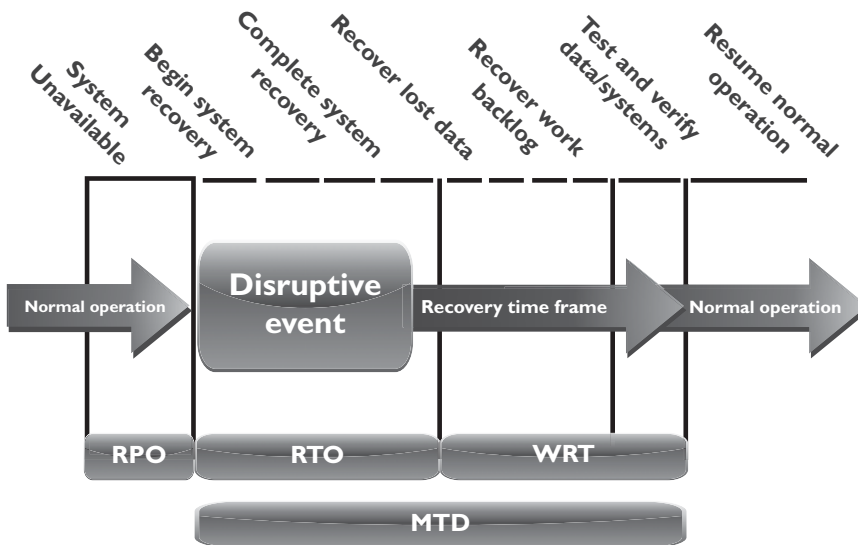 System
Unavailable
Begin system
recovery
Complete system
recovery
Recover lost data
Recover work
backlog
Test and verify
data/systems
Resume normal
operation
Normal operation
Disruptive
event
Recovery time frame
Normal operation
RPO
RTO
WRT
MTD